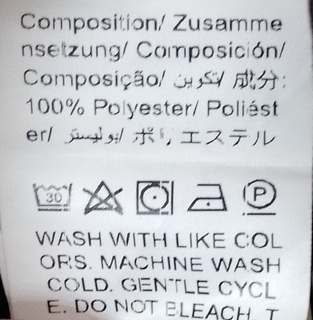 Composition/ Zusamme
nsetzung/ Composición/
Composição/ تكوين/ 成分:
100% Polyester/ Poliést
er/ بوليستر/ ポリエステル
30 P
WASH WITH LIKE COL
ORS. MACHINE WASH
COLD. GENTLE CYCL
E. DO NOT BLEACH. T